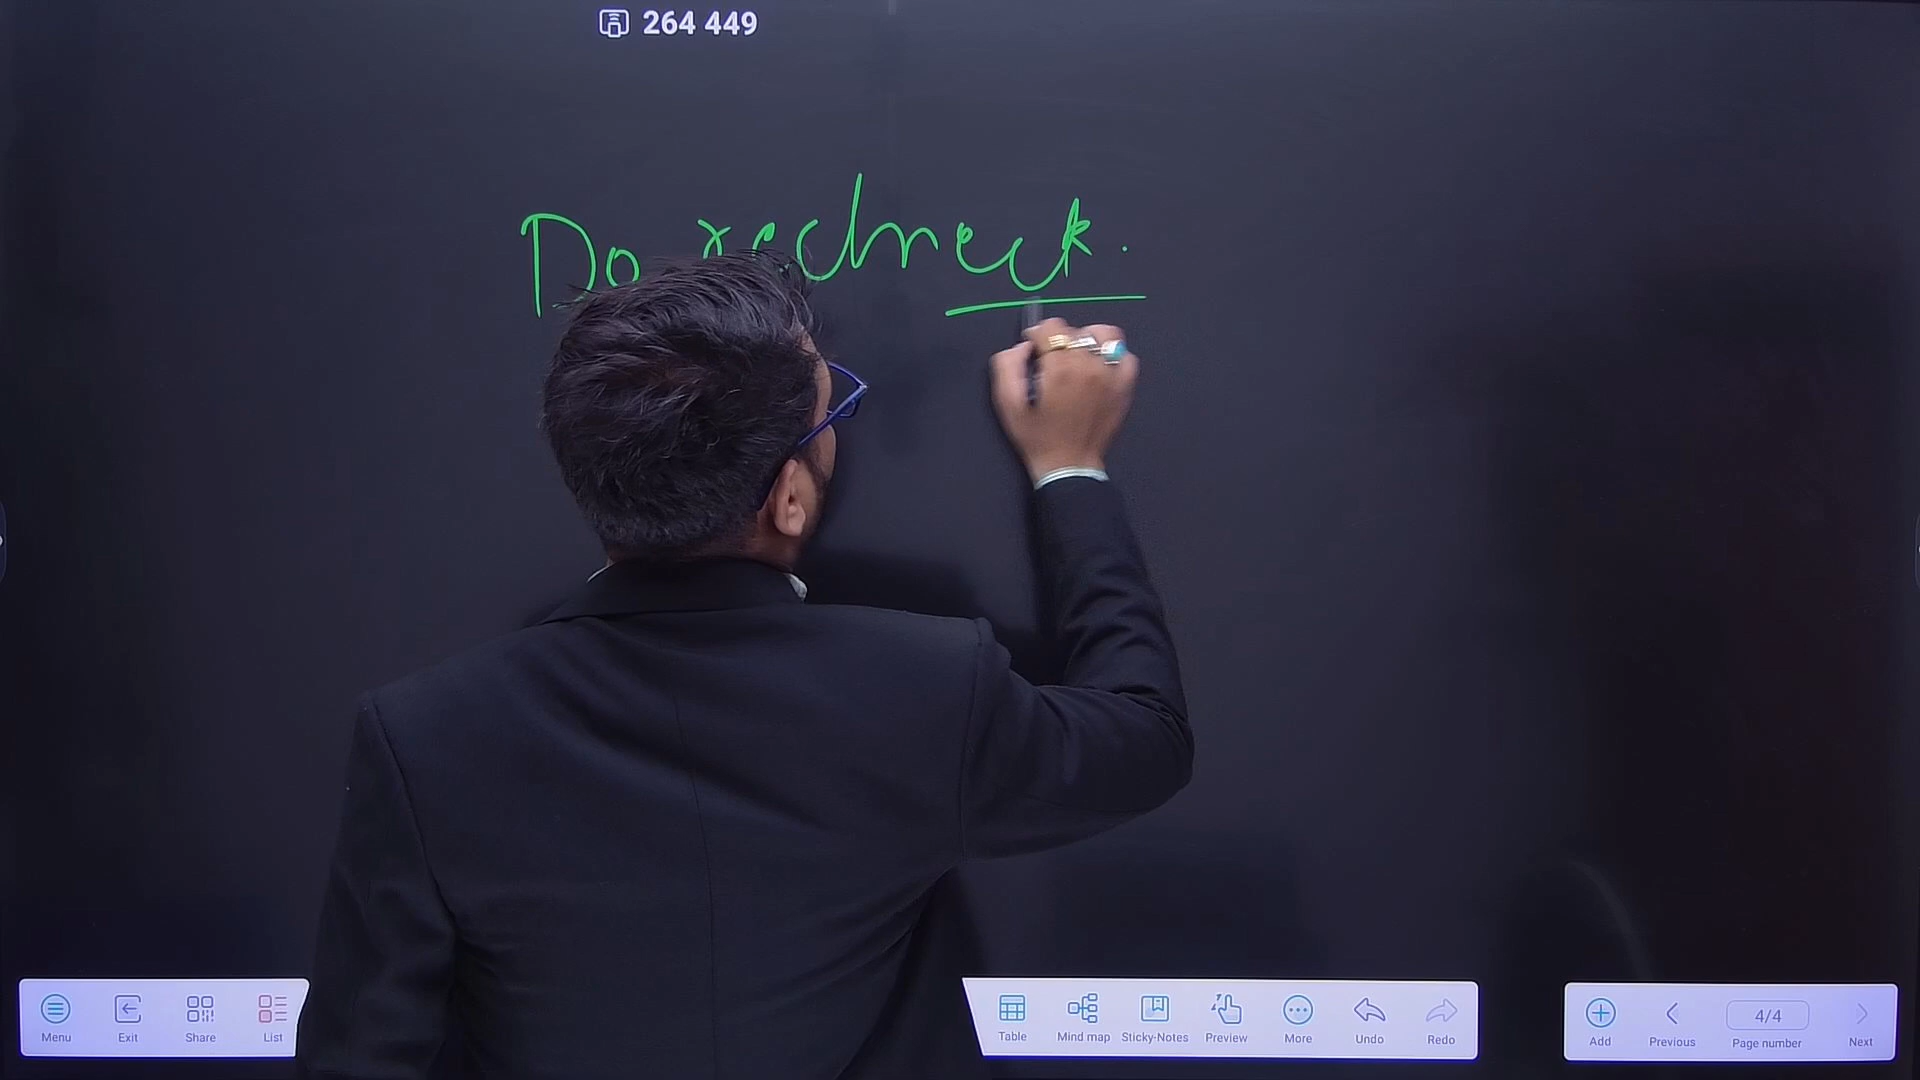 264 449
Do recheck.
Menu Exit Share List
Table Mind map Sticky-Notes Preview More Undo Redo
Add Previous 4/4 Page number Next